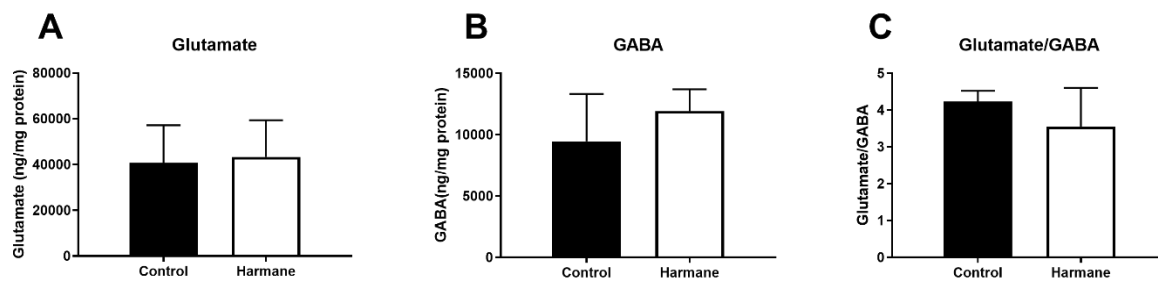 A
Glutamate
Glutamate (ng/mg protein)
80000
60000
40000
20000
0
Control Harmane
B
GABA
GABA(ng/mg protein)
15000
10000
5000
0
Control Harmane
C
Glutamate/GABA
Glutamate/GABA
5
4
3
2
1
0
Control Harmane